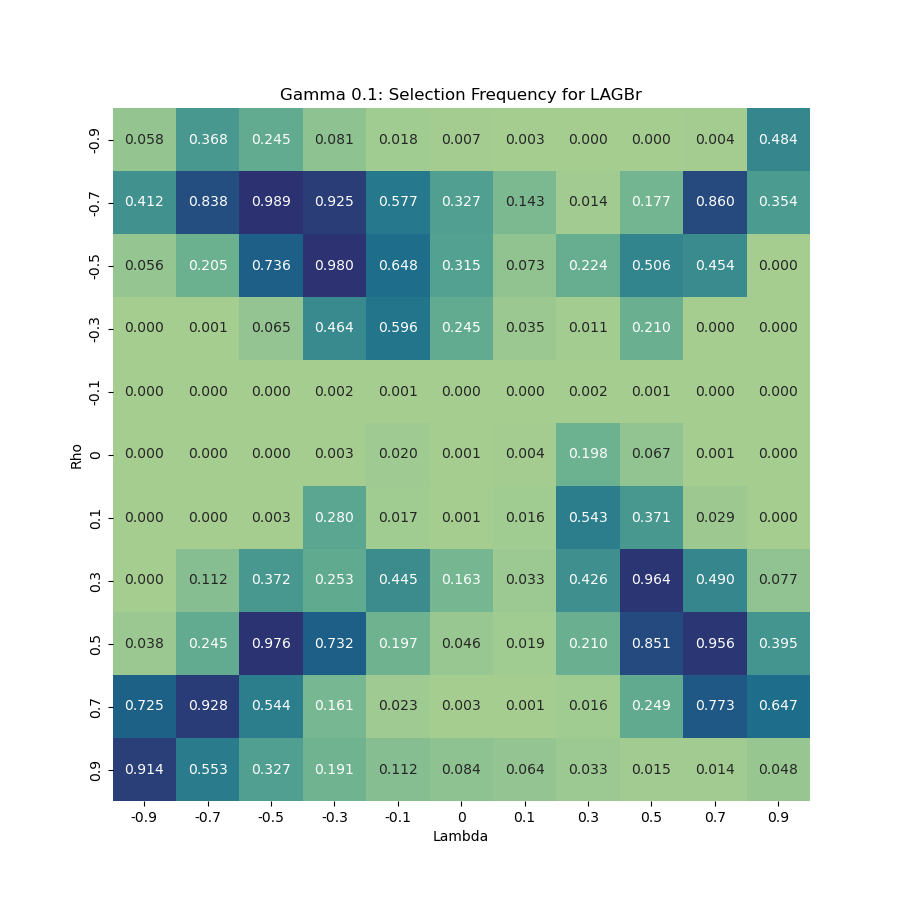 Gamma 0.1: Selection Frequency for LAGBr
-0.9 0.058 0.368 0.245 0.081 0.018 0.007 0.003 0.000 0.000 0.004 0.484
-0.7 0.412 0.838 0.989 0.925 0.577 0.327 0.143 0.014 0.177 0.860 0.354
-0.5 0.056 0.205 0.736 0.980 0.648 0.315 0.073 0.224 0.506 0.454 0.000
-0.3 0.000 0.001 0.065 0.464 0.596 0.245 0.035 0.011 0.210 0.000 0.000
-0.1 0.000 0.000 0.000 0.002 0.001 0.000 0.000 0.002 0.001 0.000 0.000
Rho
0 0.000 0.000 0.000 0.003 0.020 0.001 0.004 0.198 0.067 0.001 0.000
0.1 0.000 0.000 0.003 0.280 0.017 0.001 0.016 0.543 0.371 0.029 0.000
0.3 0.000 0.112 0.372 0.253 0.445 0.163 0.033 0.426 0.964 0.490 0.077
0.5 0.038 0.245 0.976 0.732 0.197 0.046 0.019 0.210 0.851 0.956 0.395
0.7 0.725 0.928 0.544 0.161 0.023 0.003 0.001 0.016 0.249 0.773 0.647
0.9 0.914 0.553 0.327 0.191 0.112 0.084 0.064 0.033 0.015 0.014 0.048
-0.9 -0.7 -0.5 -0.3 -0.1 0 0.1 0.3 0.5 0.7 0.9
Lambda